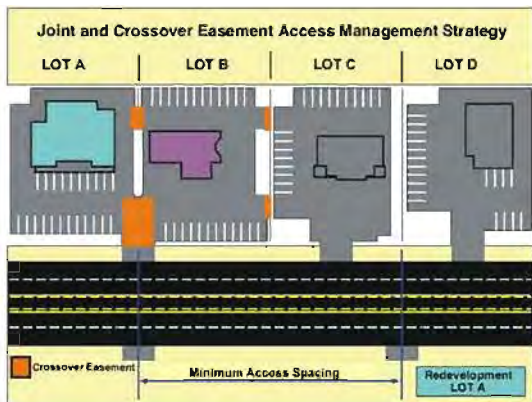 Joint and Crossover Easement Access Management Strategy
LOT A
LOT B
LOT C
LOT D
Crossover Easement
Minimum Access Spacing
Redevelopment
LOT A